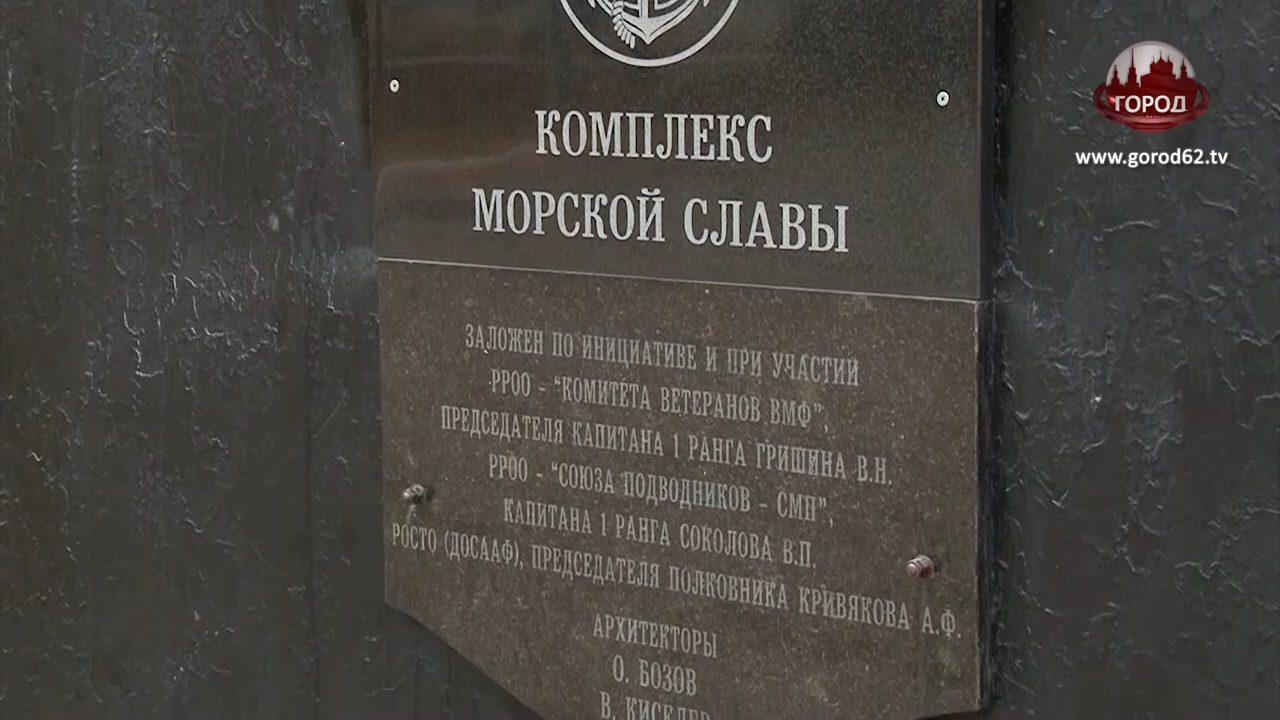 КОМПЛЕКС
МОРСКОЙ СЛАВЫ
ЗАЛОЖЕН ПО ИНИЦИАТИВЕ И ПРИ УЧАСТИИ
РРОО - “КОМИТЕТА ВЕТЕРАНОВ ВМФ”,
ПРЕДСЕДАТЕЛЯ КАПИТАНА 1 РАНГА ГРИШИНА В.Н.
РРОО - “СОЮЗА ПОДВОДНИКОВ - СМП”,
КАПИТАНА 1 РАНГА СОКОЛОВА В.П.
РОСТО (ДОСААФ), ПРЕДСЕДАТЕЛЯ ПОЛКОВНИКА КРИВЯКОВА А.Ф.
АРХИТЕКТОРЫ
О. БОЗОВ
В. КИСЕЛЕВ
ГОРОД
www.gorod62.tv